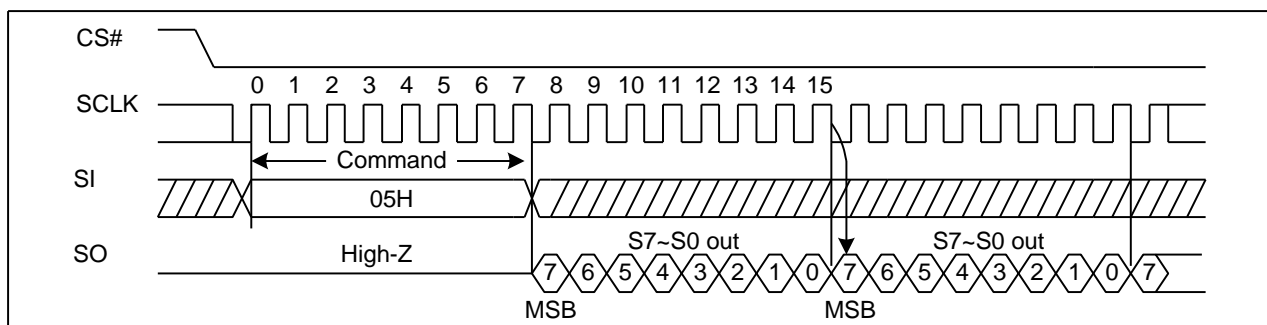 CS#
0 1 2 3 4 5 6 7 8 9 10 11 12 13 14 15
SCLK
Command
SI
05H
S7~S0 out S7~S0 out
SO High-Z
7 6 5 4 3 2 1 0 7 6 5 4 3 2 1 0 7
MSB MSB